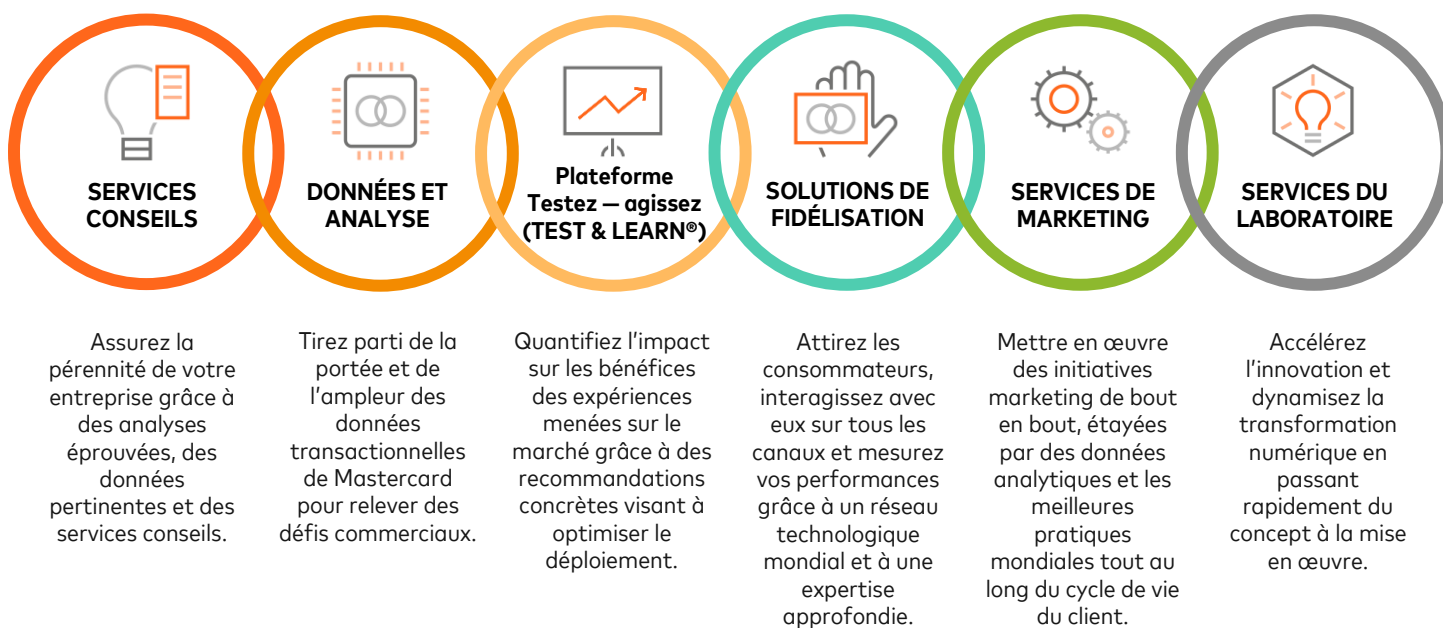 SERVICES
CONSEILS
DONNÉES ET
ANALYSE
Plateforme
Testez — agissez
(TEST & LEARN®)
SOLUTIONS DE
FIDÉLISATION
SERVICES DE
MARKETING
SERVICES DU
LABORATOIRE
Assurez la
pérennité de votre
entreprise grâce à
des analyses
éprouvées, des
données
pertinentes et des
services conseils.
Tirez parti de la
portée et de
l'ampleur des
données
transactionnelles
de Mastercard
pour relever des
défis commerciaux.
Quantifiez l'impact
sur les bénéfices
des expériences
menées sur le
marché grâce à des
recommandations
concrètes visant à
optimiser le
déploiement.
Attirez les
consommateurs,
interagissez avec
eux sur tous les
canaux et mesurez
vos performances
grâce à un réseau
technologique
mondial et à une
expertise
approfondie.
Mettre en œuvre
des initiatives
marketing de bout
en bout, étayées
par des données
analytiques et les
meilleures
pratiques
mondiales tout au
long du cycle de vie
du client.
Accélérez
l'innovation et
dynamisez la
transformation
numérique en
passant
rapidement du
concept à la mise
en œuvre.